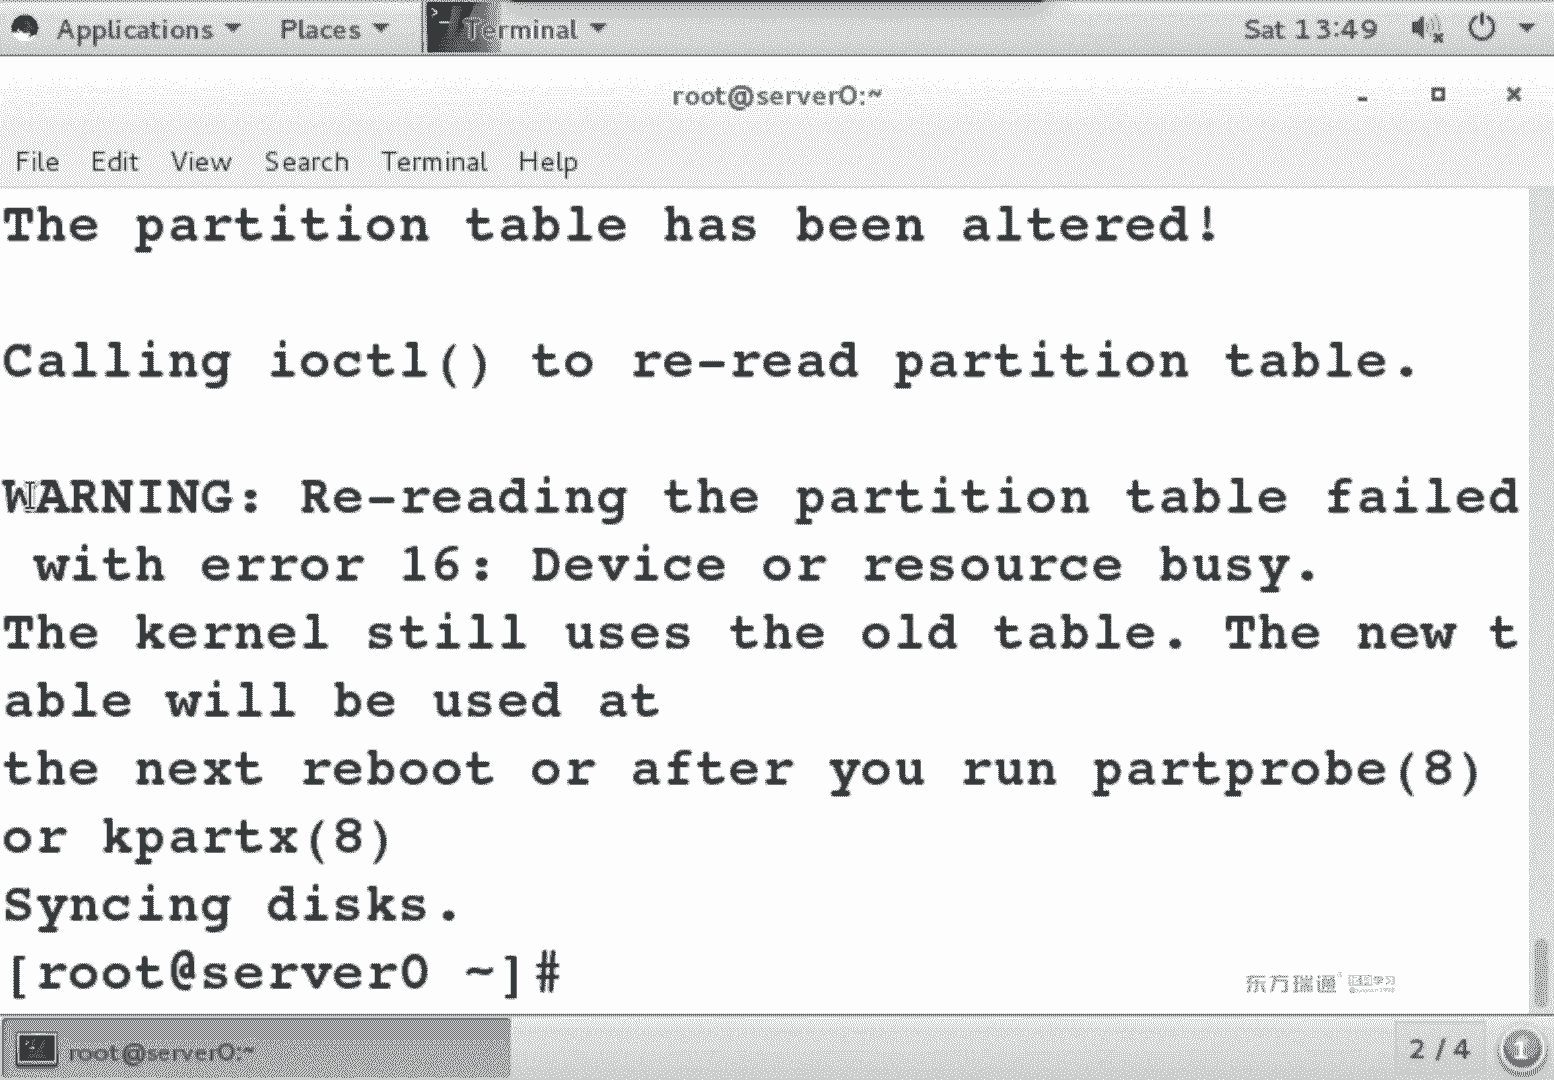 Applications Places Terminal Sat 13:49
root@server0:~
File Edit View Search Terminal Help
The partition table has been altered!
Calling ioctl() to re-read partition table.
WARNING: Re-reading the partition table failed
with error 16: Device or resource busy.
The kernel still uses the old table. The new t
able will be used at
the next reboot or after you run partprobe(8)
or kpartx(8)
Syncing disks.
[root@server0 ~]#
东方瑞通
root@server0:~ 2 / 4 1